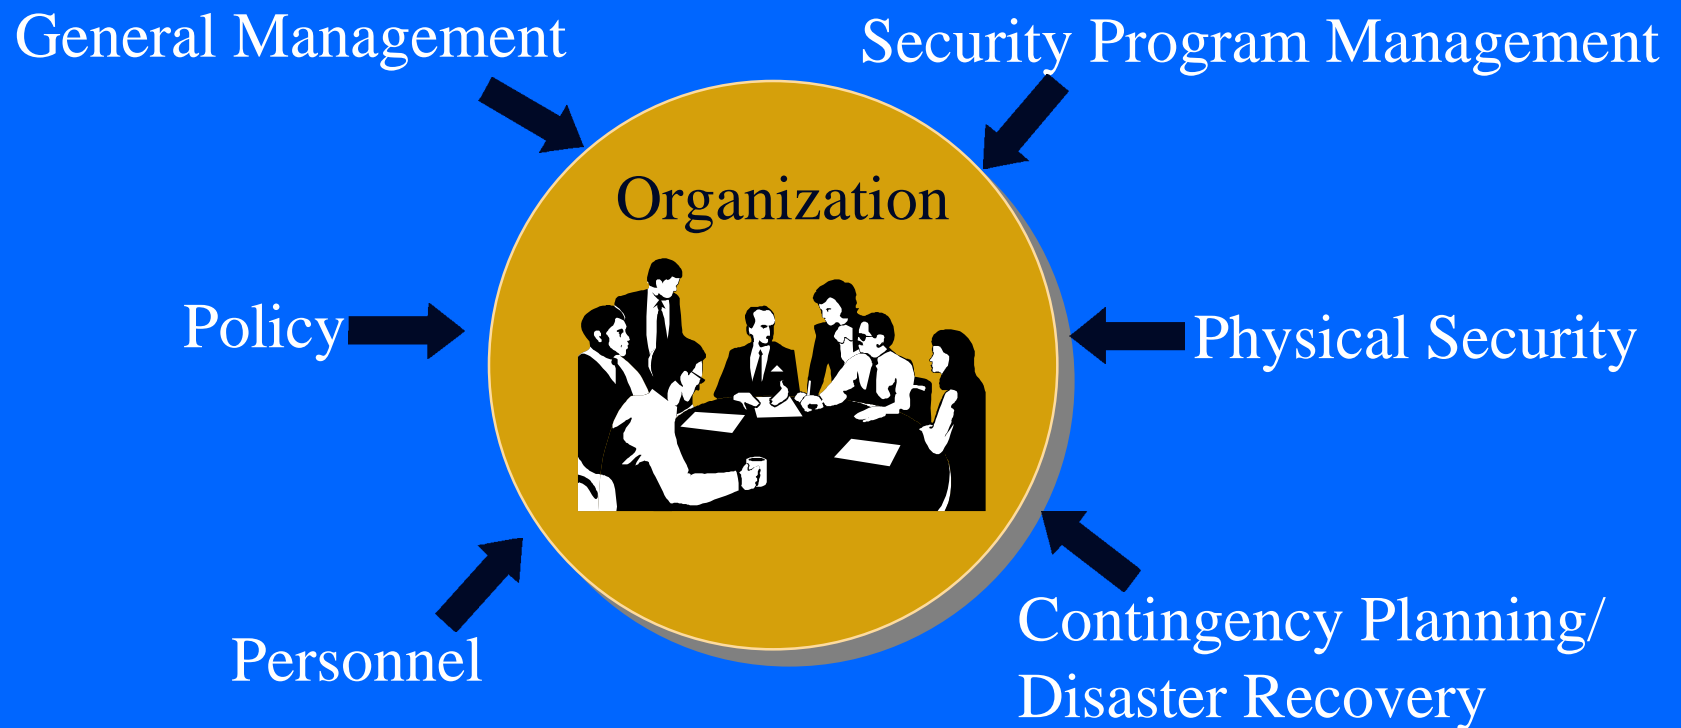 General Management
Security Program Management
Organization
Policy
Physical Security
Personnel
Contingency Planning/
Disaster Recovery